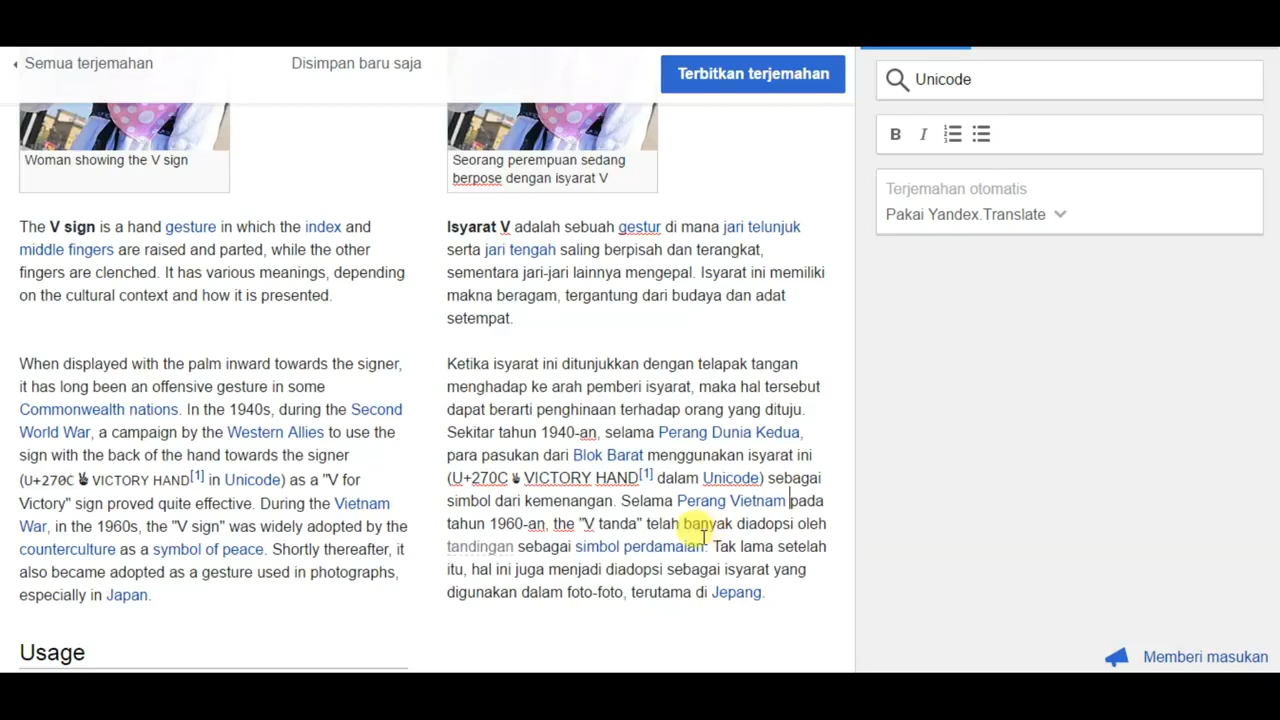 Semua terjemahan
Disimpan baru saja
Terbitkan terjemahan
Woman showing the V sign
The V sign is a hand gesture in which the index and
middle fingers are raised and parted, while the other
fingers are clenched. It has various meanings, depending
on the cultural context and how it is presented.
When displayed with the palm inward towards the signer,
it has long been an offensive gesture in some
Commonwealth nations. In the 1940s, during the Second
World War, a campaign by the Western Allies to use the
sign with the back of the hand towards the signer
(U+270C ✌ VICTORY HAND[1] in Unicode) as a "V for
Victory" sign proved quite effective. During the Vietnam
War, in the 1960s, the "V sign" was widely adopted by the
counterculture as a symbol of peace. Shortly thereafter, it
also became adopted as a gesture used in photographs,
especially in Japan.
Usage
Seorang perempuan sedang
berpose dengan isyarat V
Isyarat V adalah sebuah gestur di mana jari telunjuk
serta jari tengah saling berpisah dan terangkat,
sementara jari-jari lainnya mengepal. Isyarat ini memiliki
makna beragam, tergantung dari budaya dan adat
setempat.
Ketika isyarat ini ditunjukkan dengan telapak tangan
menghadap ke arah pemberi isyarat, maka hal tersebut
dapat berarti penghinaan terhadap orang yang dituju.
Sekitar tahun 1940-an, selama Perang Dunia Kedua,
para pasukan dari Blok Barat menggunakan isyarat ini
(U+270C ✌ VICTORY HAND[1] dalam Unicode) sebagai
simbol dari kemenangan. Selama Perang Vietnam pada
tahun 1960-an, the "V tanda" telah banyak diadopsi oleh
tandingan sebagai simbol perdamaian. Tak lama setelah
itu, hal ini juga menjadi diadopsi sebagai isyarat yang
digunakan dalam foto-foto, terutama di Jepang.
Unicode
B I
Terjemahan otomatis
Pakai Yandex.Translate
Memberi masukan